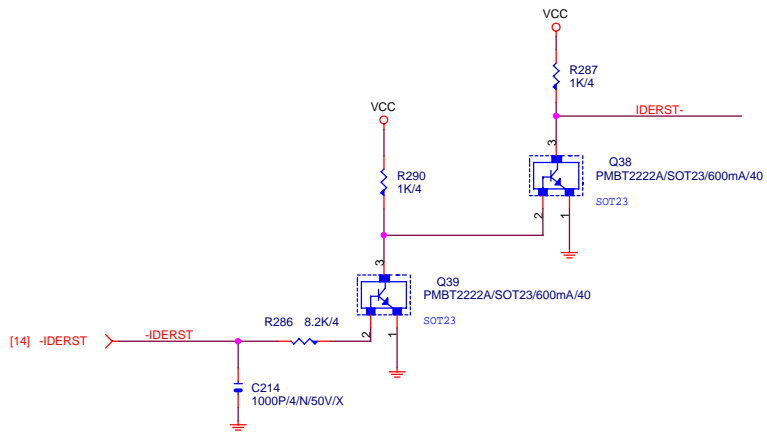 VCC
R287
1K/4
IDERST-
VCC
3
Q38
PMBT2222A/SOT23/600mA/40
R290
1K/4
SOT23
2
1
3
Q39
PMBT2222A/SOT23/600mA/40
R286 8.2K/4
SOT23
[14] -IDERST
-IDERST
2
1
C214
1000P/4/N/50V/X